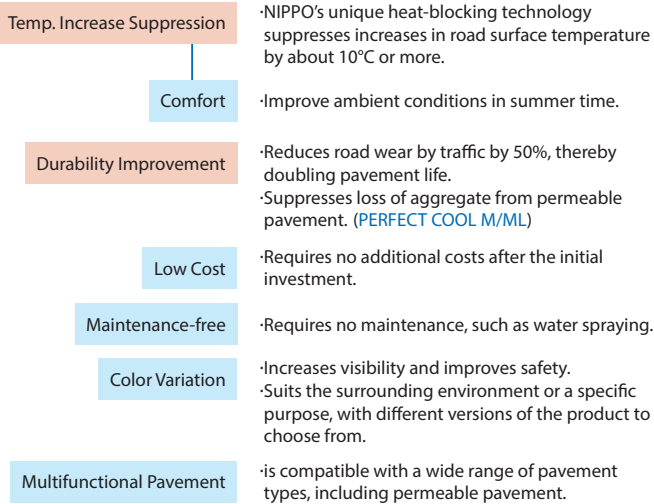 Temp. Increase Suppression
·NIPPO's unique heat-blocking technology
suppresses increases in road surface temperature
by about 10°C or more.
Comfort
·Improve ambient conditions in summer time.
Durability Improvement
·Reduces road wear by traffic by 50%, thereby
doubling pavement life.
·Suppresses loss of aggregate from permeable
pavement. (PERFECT COOL M/ML)
Low Cost
·Requires no additional costs after the initial
investment.
Maintenance-free
·Requires no maintenance, such as water spraying.
Color Variation
·Increases visibility and improves safety.
·Suits the surrounding environment or a specific
purpose, with different versions of the product to
choose from.
Multifunctional Pavement
·is compatible with a wide range of pavement
types, including permeable pavement.